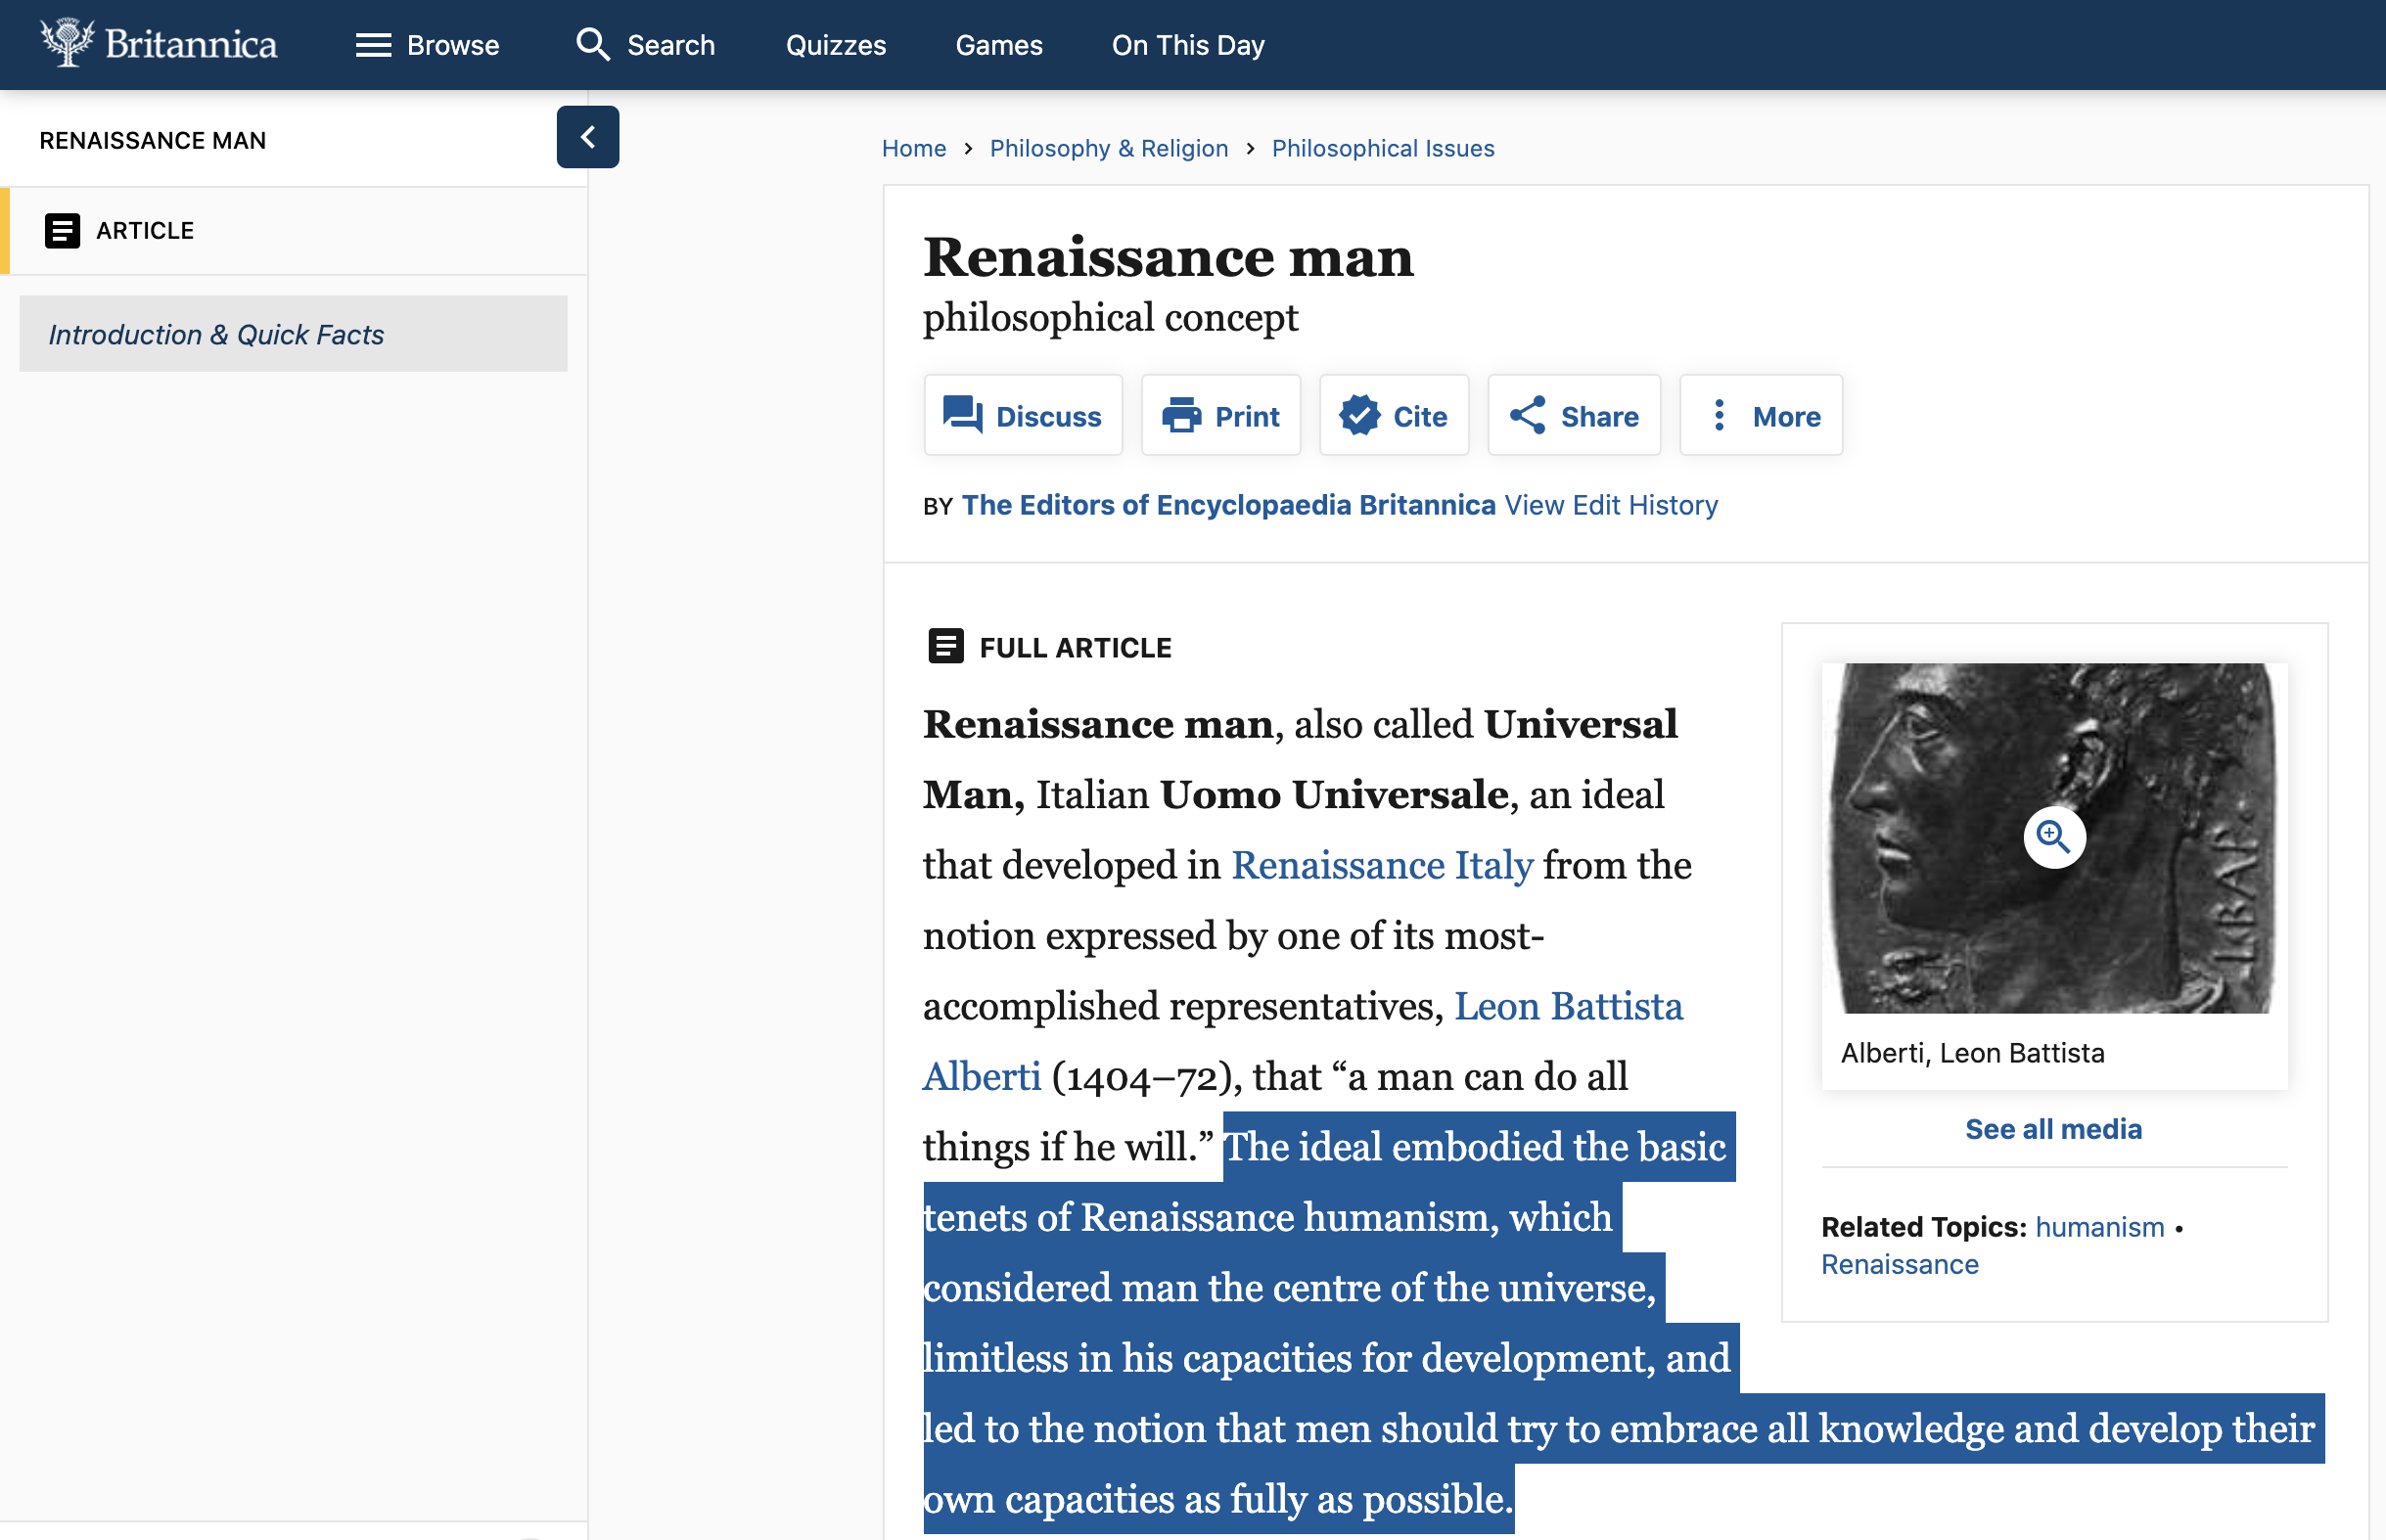 Britannica
Browse
Search
Quizzes
Games
On This Day
RENAISSANCE MAN
ARTICLE
Introduction & Quick Facts
Home > Philosophy & Religion > Philosophical Issues
Renaissance man
philosophical concept
Discuss
Print
Cite
Share
More
BY The Editors of Encyclopaedia Britannica View Edit History
FULL ARTICLE
Renaissance man, also called Universal
Man, Italian Uomo Universale, an ideal
that developed in Renaissance Italy from the
notion expressed by one of its most-
accomplished representatives, Leon Battista
Alberti (1404–72), that “a man can do all
things if he will.” The ideal embodied the basic
tenets of Renaissance humanism, which
considered man the centre of the universe,
limitless in his capacities for development, and
led to the notion that men should try to embrace all knowledge and develop their
own capacities as fully as possible.
L·BAP·
Alberti, Leon Battista
See all media
Related Topics: humanism •
Renaissance